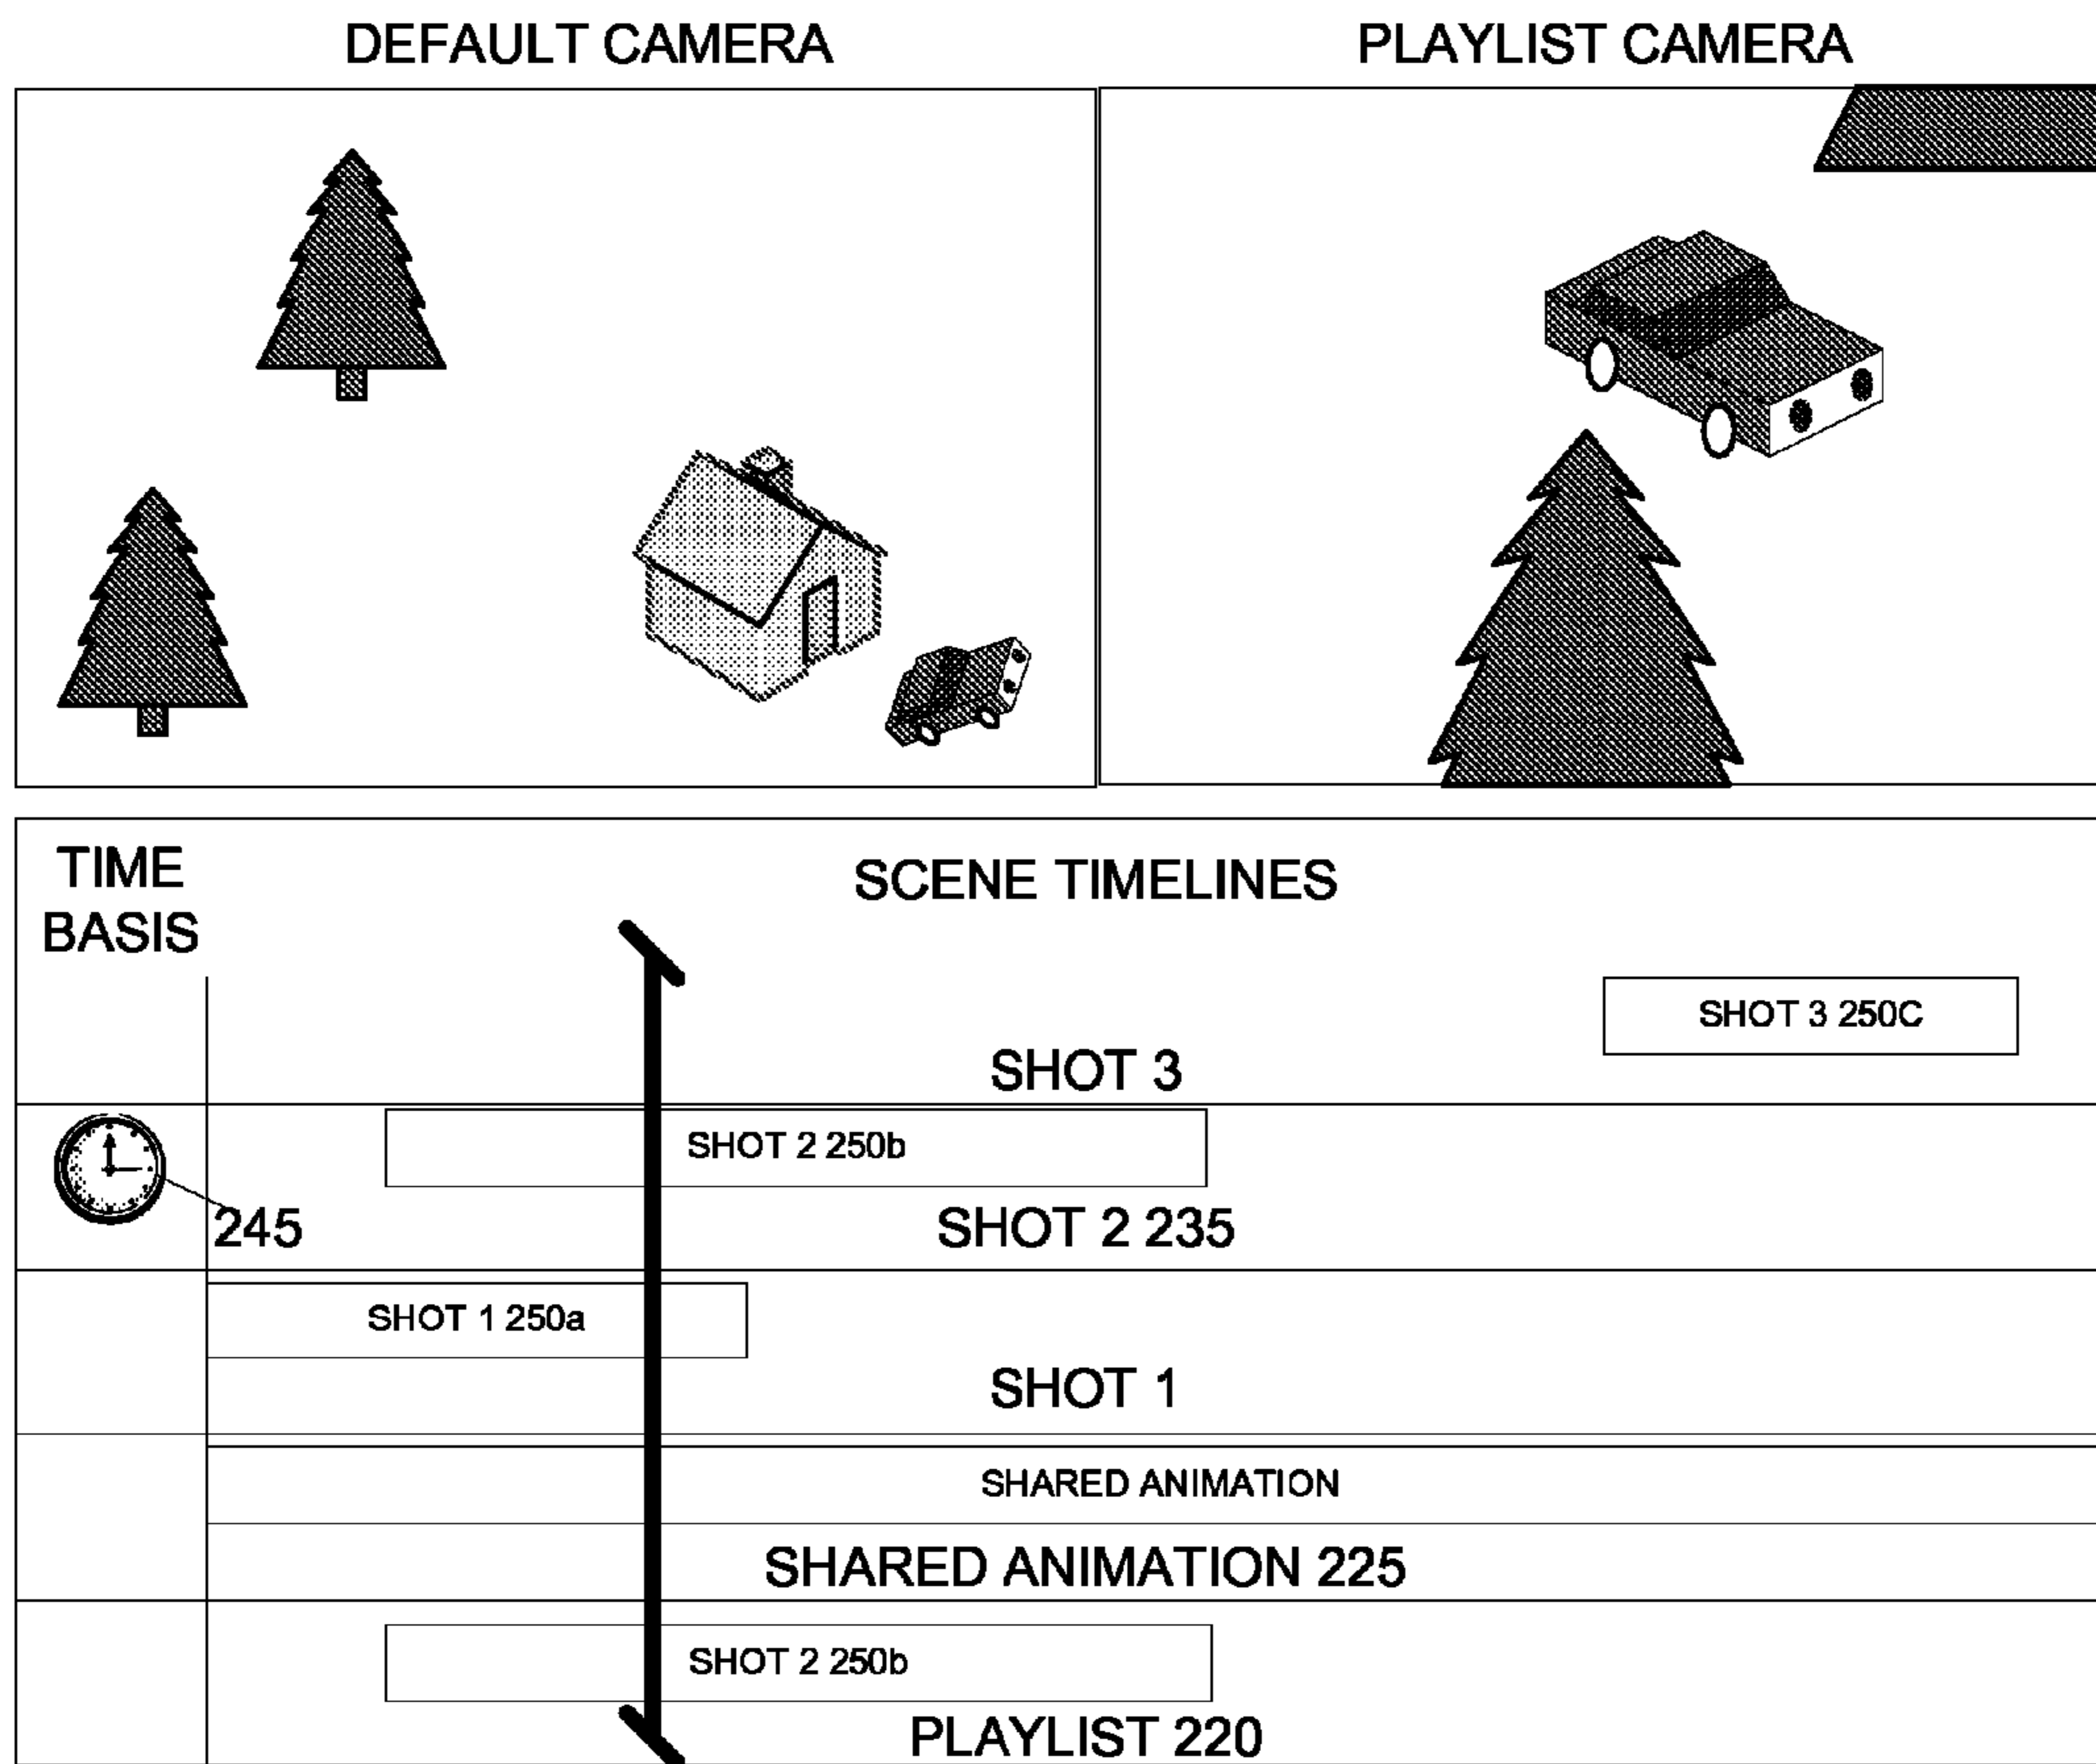 DEFAULT CAMERA
PLAYLIST CAMERA
TIME
BASIS
SCENE TIMELINES
SHOT 3 250C
SHOT 3
SHOT 2 250b
245
SHOT 2 235
SHOT 1 250a
SHOT 1
SHARED ANIMATION
SHARED ANIMATION 225
SHOT 2 250b
PLAYLIST 220